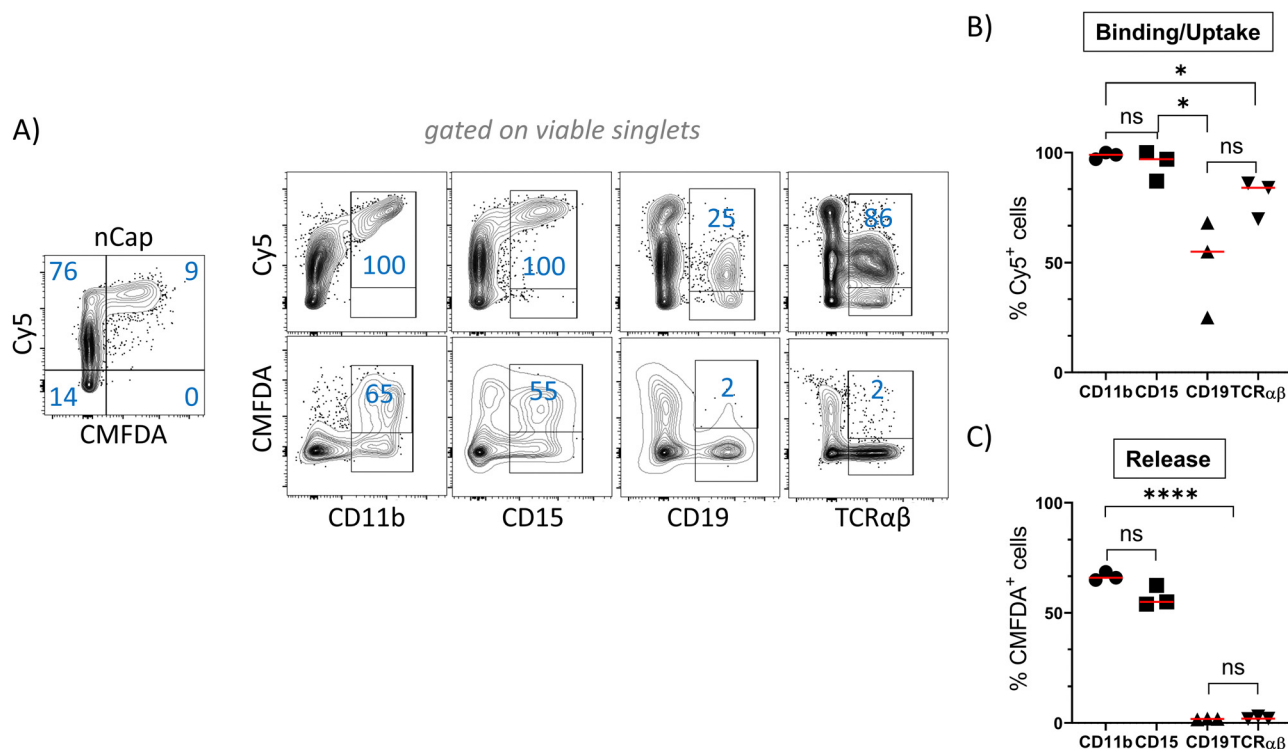 A)
gated on viable singlets
nCap
76 9
14 0
Cy5
CMFDA
Cy5
100
100
25
86
CMFDA
65
55
2
2
CD11b CD15 CD19 TCRαβ
B)
Binding/Uptake
*
ns *
ns
% Cy5+ cells
100
50
0
CD11b CD15 CD19 TCRαβ
C)
Release
****
ns
ns
% CMFDA+ cells
100
50
0
CD11b CD15 CD19 TCRαβ